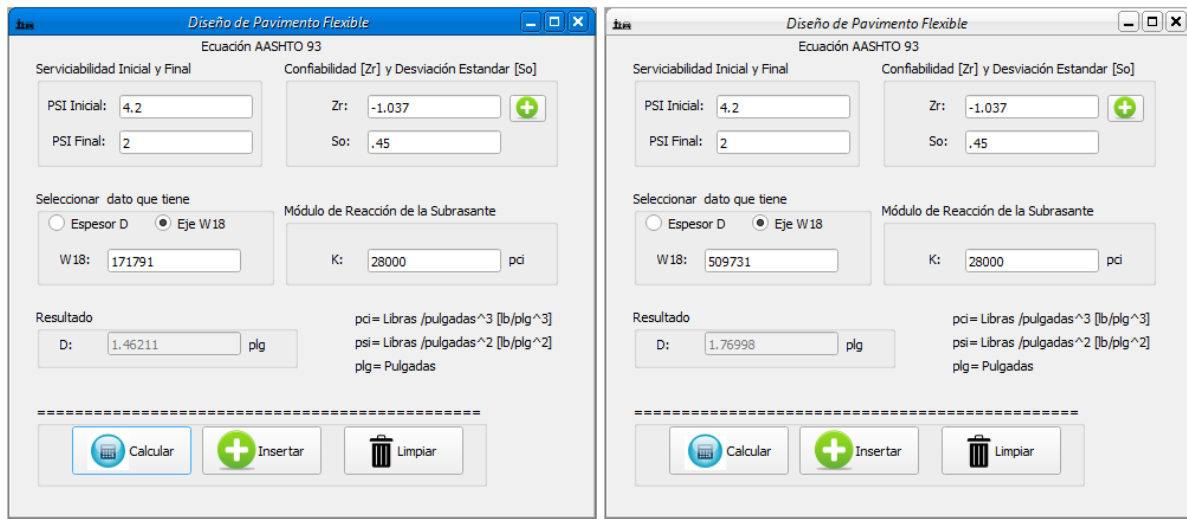 Diseño de Pavimento Flexible
Ecuación AASHTO 93
Serviciabilidad Inicial y Final
Confiabilidad [Zr] y Desviación Estandar [So]
PSI Inicial: 4.2
Zr: -1.037
PSI Final: 2
So: .45
Seleccionar dato que tiene
Módulo de Reacción de la Subrasante
Espesor D Eje W18
W18: 171791
K: 28000 pci
Resultado
D: 1.46211 plg
pci= Libras /pulgadas^3 [lb/plg^3]
psi= Libras /pulgadas^2 [lb/plg^2]
plg= Pulgadas
===============================================
Calcular Insertar Limpiar
Diseño de Pavimento Flexible
Ecuación AASHTO 93
Serviciabilidad Inicial y Final
Confiabilidad [Zr] y Desviación Estandar [So]
PSI Inicial: 4.2
Zr: -1.037
PSI Final: 2
So: .45
Seleccionar dato que tiene
Módulo de Reacción de la Subrasante
Espesor D Eje W18
W18: 509731
K: 28000 pci
Resultado
D: 1.76998 plg
pci= Libras /pulgadas^3 [lb/plg^3]
psi= Libras /pulgadas^2 [lb/plg^2]
plg= Pulgadas
===============================================
Calcular Insertar Limpiar